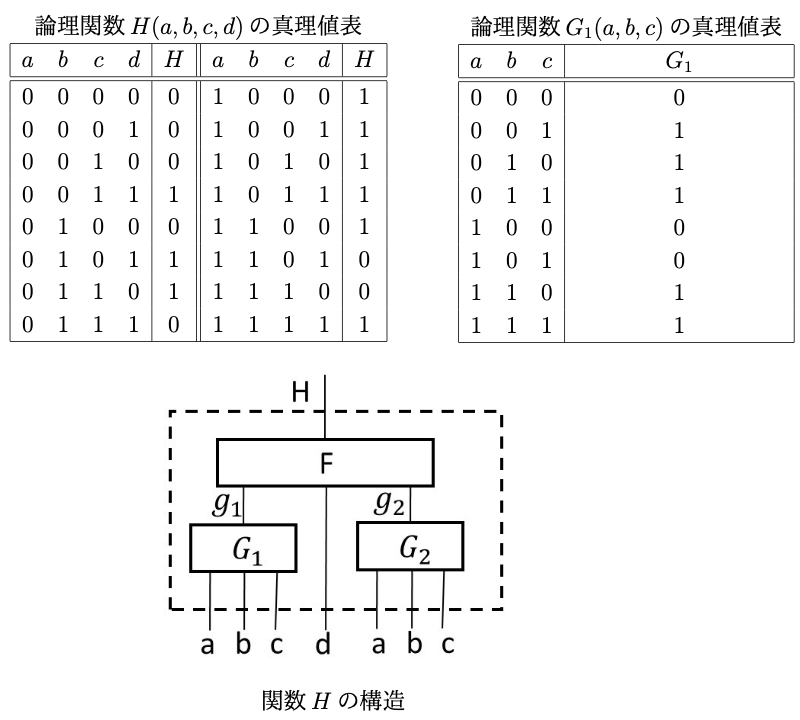 論理関数 H(a, b, c, d) の真理値表
a b c d H a b c d H
0 0 0 0 0 1 0 0 0 1
0 0 0 1 0 1 0 0 1 1
0 0 1 0 0 1 0 1 0 1
0 0 1 1 1 1 0 1 1 1
0 1 0 0 0 1 1 0 0 1
0 1 0 1 1 1 1 0 1 0
0 1 1 0 1 1 1 1 0 0
0 1 1 1 0 1 1 1 1 1
論理関数 G₁(a, b, c) の真理値表
a b c G₁
0 0 0 0
0 0 1 1
0 1 0 1
0 1 1 1
1 0 0 0
1 0 1 0
1 1 0 1
1 1 1 1
H
F
g₁ g₂
G₁ G₂
a b c d a b c
関数 H の構造